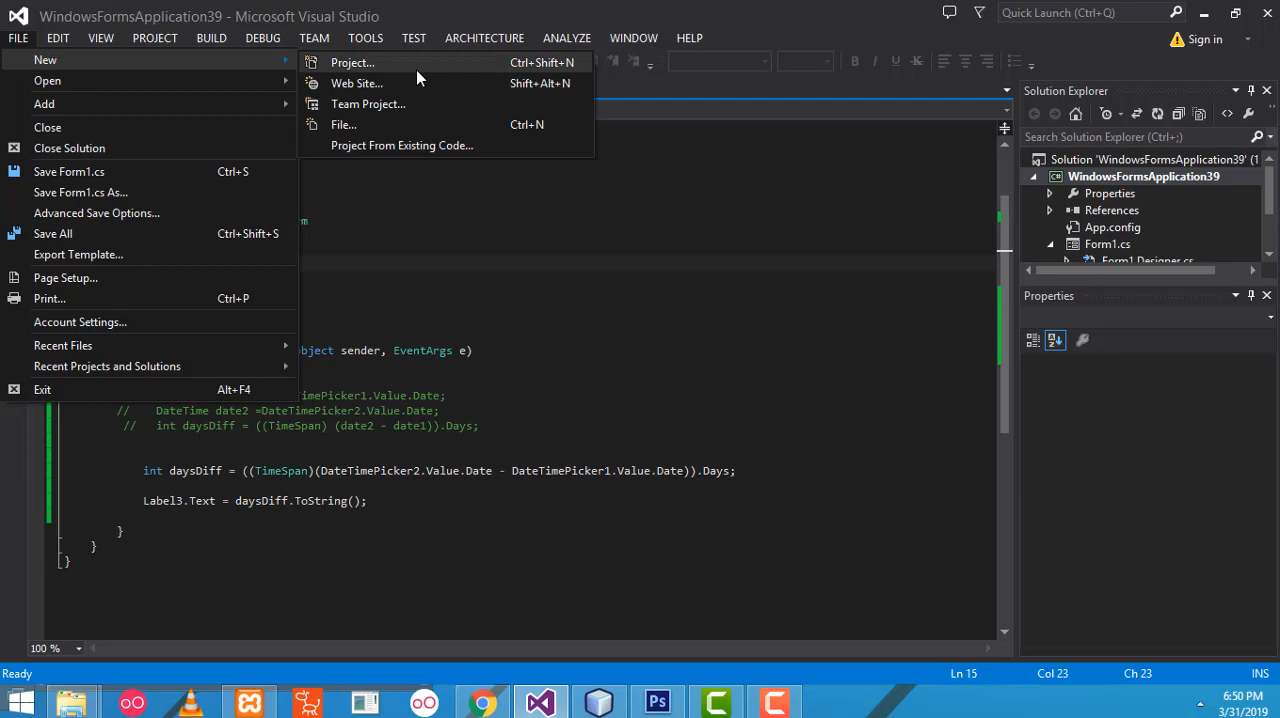 WindowsFormsApplication39 - Microsoft Visual Studio
Quick Launch (Ctrl+Q)
FILE EDIT VIEW PROJECT BUILD DEBUG TEAM TOOLS TEST ARCHITECTURE ANALYZE WINDOW HELP
Sign in
New
Open
Add
Close
Close Solution
Save Form1.cs Ctrl+S
Save Form1.cs As...
Advanced Save Options...
Save All Ctrl+Shift+S
Export Template...
Page Setup...
Print... Ctrl+P
Account Settings...
Recent Files
Recent Projects and Solutions
Exit Alt+F4
Project... Ctrl+Shift+N
Web Site... Shift+Alt+N
Team Project...
File... Ctrl+N
Project From Existing Code...
m
bject sender, EventArgs e)
imePicker1.Value.Date;
// DateTime date2 =DateTimePicker2.Value.Date;
// int daysDiff = ((TimeSpan) (date2 - date1)).Days;
int daysDiff = ((TimeSpan)(DateTimePicker2.Value.Date - DateTimePicker1.Value.Date)).Days;
Label3.Text = daysDiff.ToString();
}
}
}
100 %
Solution Explorer
Search Solution Explorer (Ctrl+;)
Solution 'WindowsFormsApplication39' (1
C# WindowsFormsApplication39
Properties
References
App.config
Form1.cs
Form1.Designer.cs
Properties
Ready
Ln 15 Col 23 Ch 23 INS
Ps
6:50 PM
3/31/2019